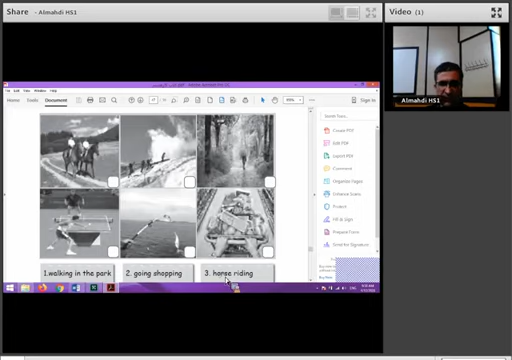 Share - Almahdi HS1
Video (1)
Almahdi HS1
Home Tools Document
Sign In
Create PDF
Edit PDF
Export PDF
Comment
Organize Pages
Enhance Scans
Protect
Fill & Sign
Prepare Form
Send for Signature
1.walking in the park 2. going shopping 3. horse riding